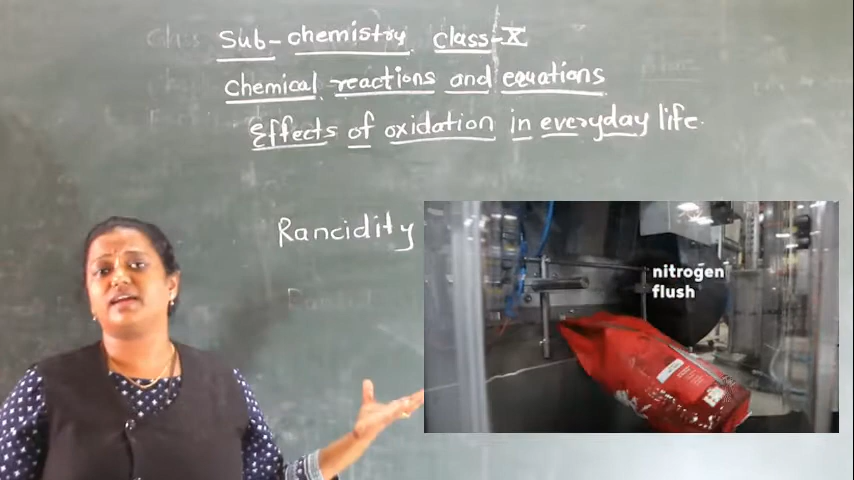 Sub-chemistry class-X
chemical reactions and equations
Effects of oxidation in everyday life.
Rancidity
nitrogen
flush